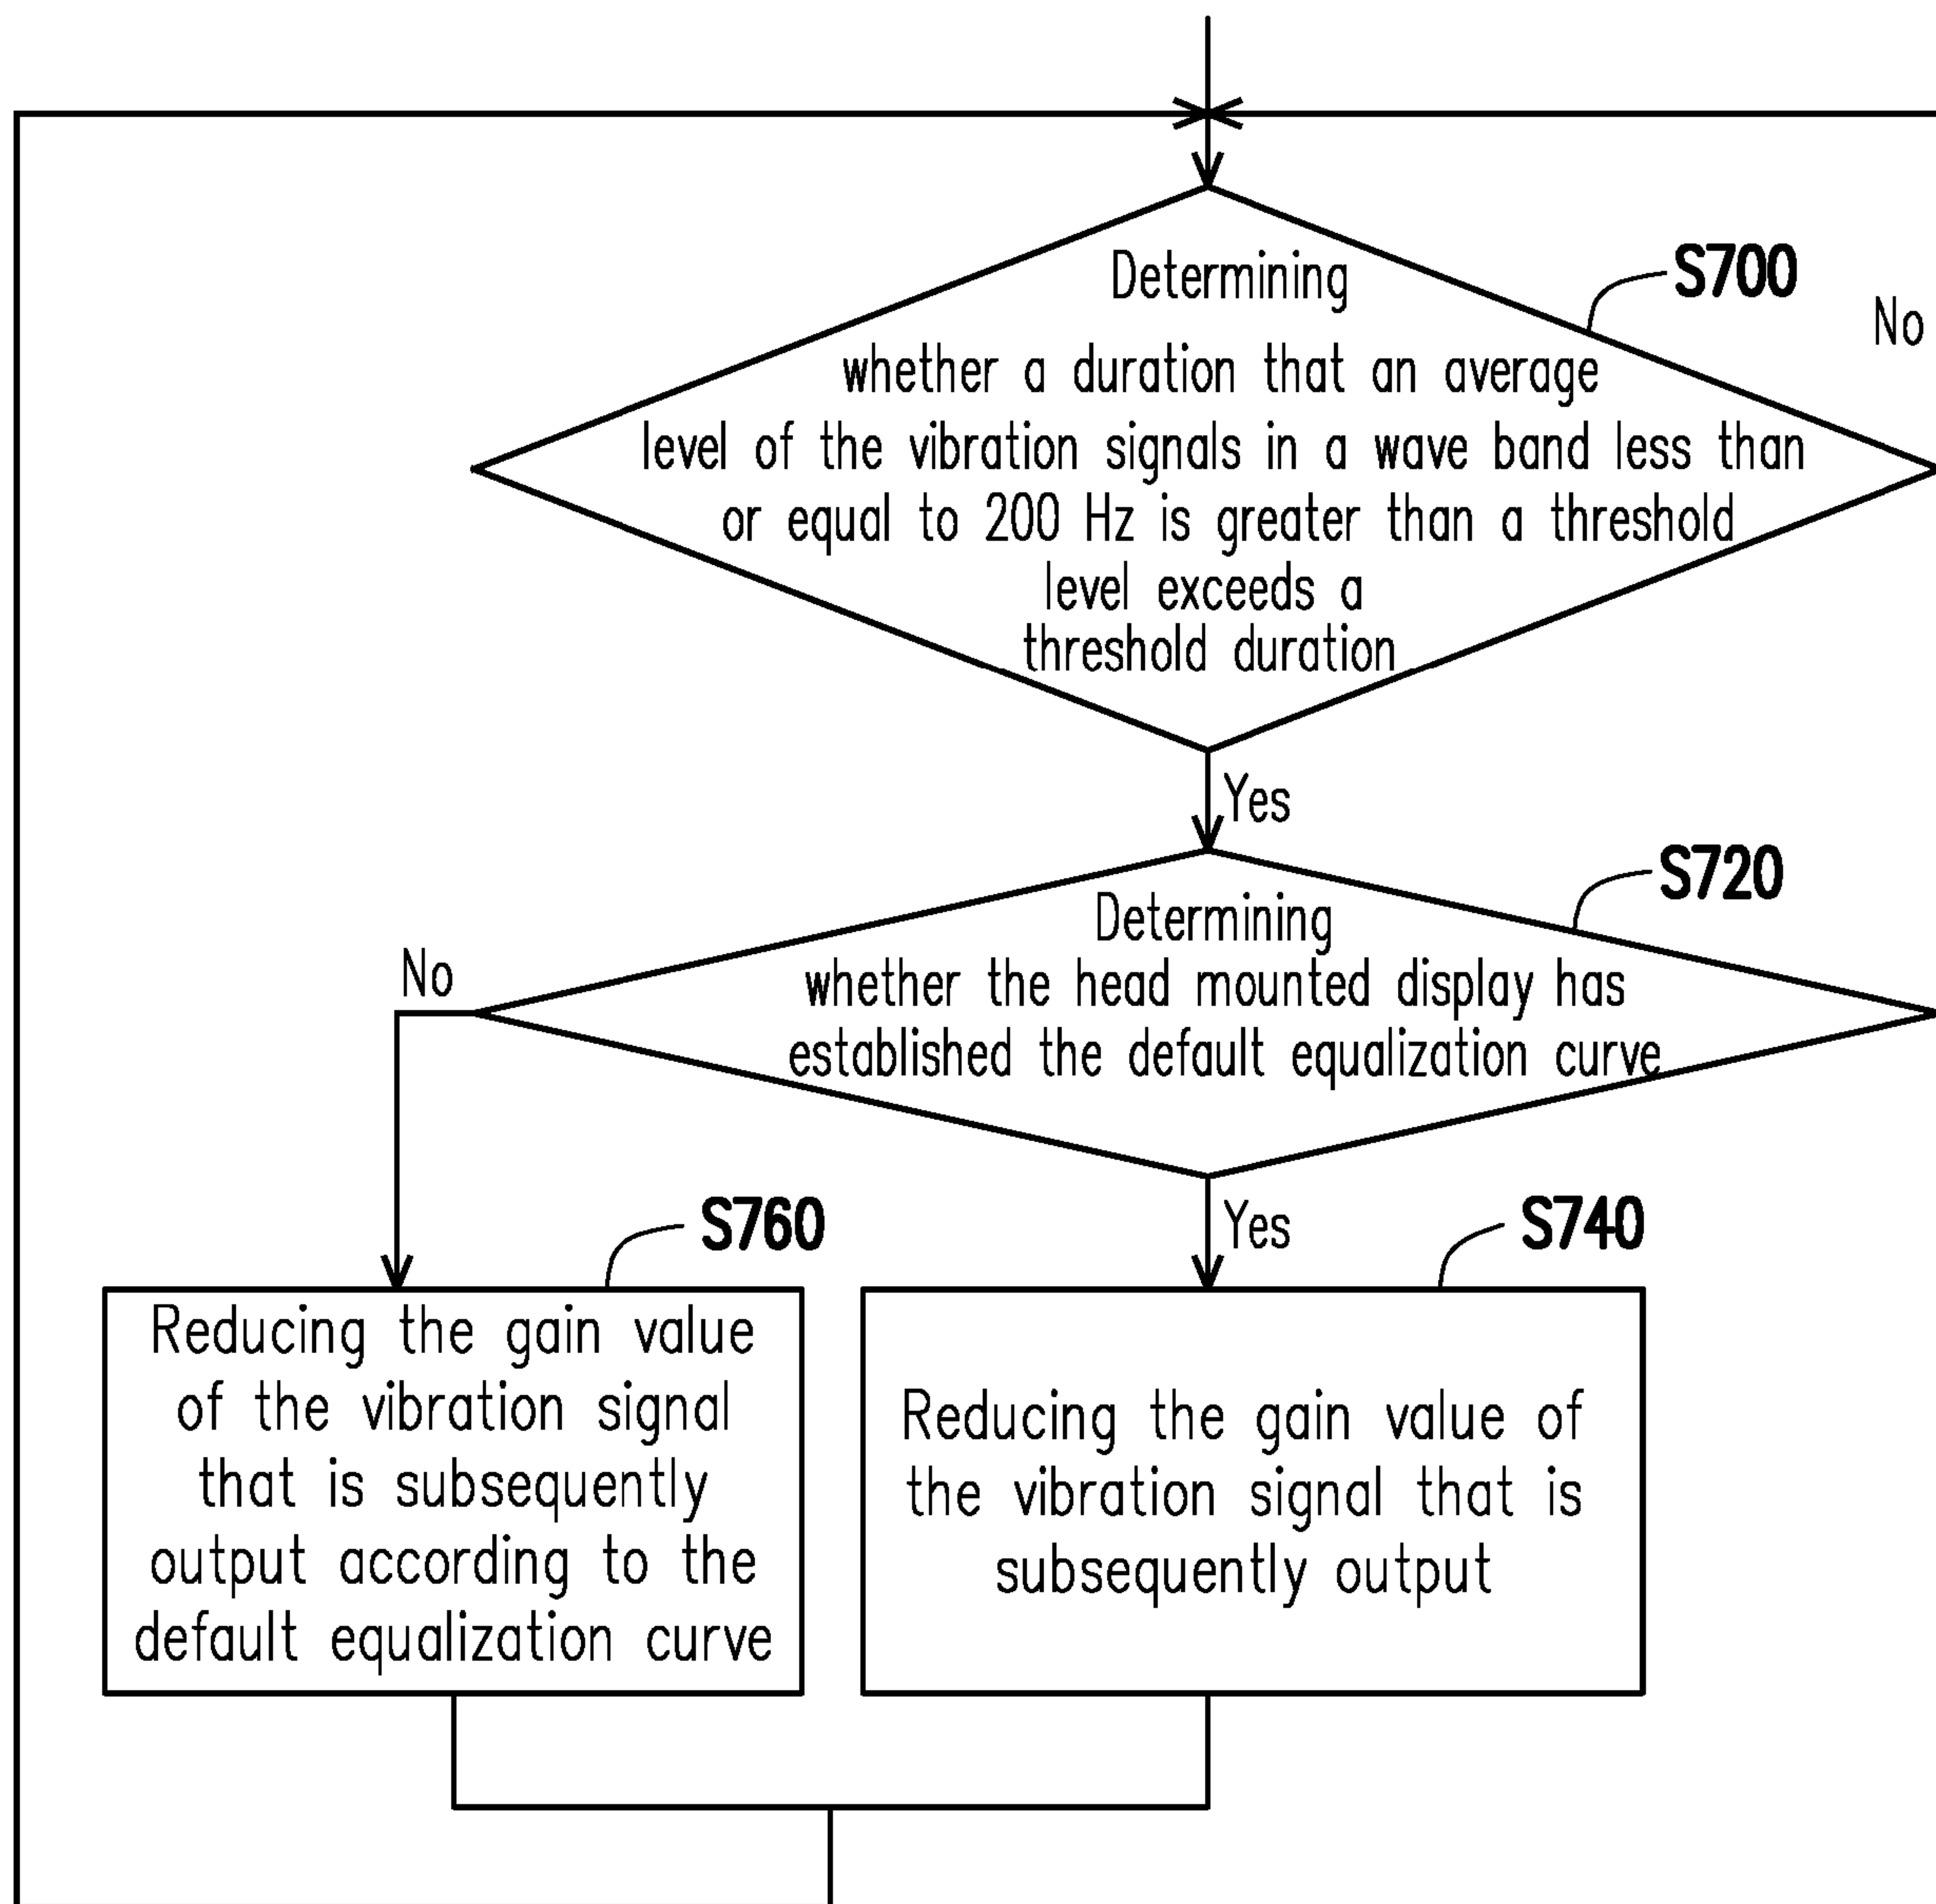 Determining
S700
No
whether a duration that an average
level of the vibration signals in a wave band less than
or equal to 200 Hz is greater than a threshold
level exceeds a
threshold duration
Yes
S720
Determining
No
whether the head mounted display has
established the default equalization curve
S760
Yes
S740
Reducing the gain value
of the vibration signal
that is subsequently
output according to the
default equalization curve
Reducing the gain value of
the vibration signal that is
subsequently output